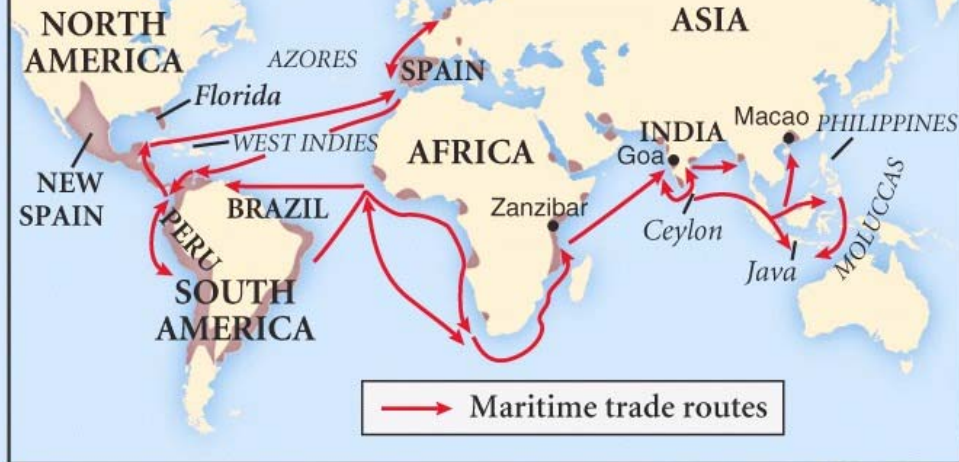 NORTH
AMERICA
ASIA
AZORES
SPAIN
Florida
Macao
PHILIPPINES
INDIA
WEST INDIES
AFRICA
Goa
NEW
SPAIN
BRAZIL
Zanzibar
PERU
Ceylon
MOLUCCAS
Java
SOUTH
AMERICA
Maritime trade routes